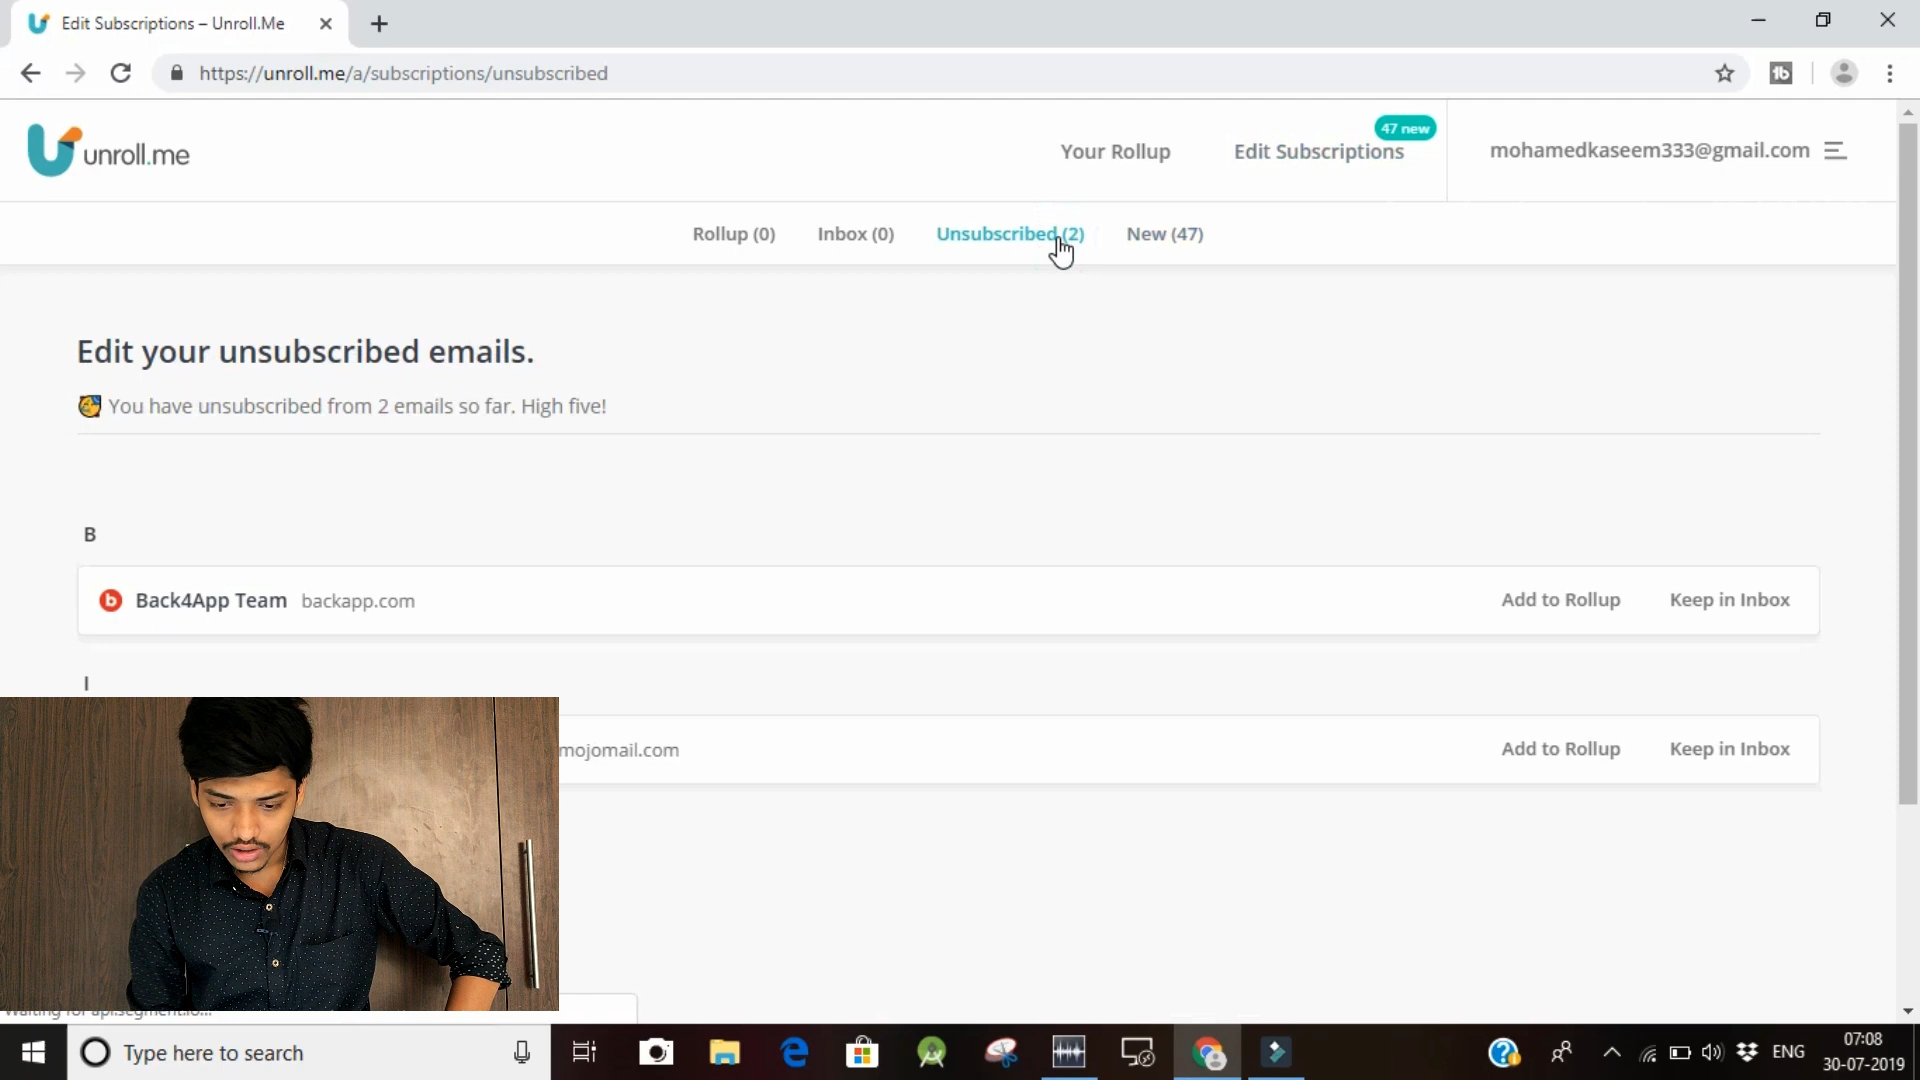 Edit Subscriptions – Unroll.Me
https://unroll.me/a/subscriptions/unsubscribed
unroll.me
Your Rollup
Edit Subscriptions
47 new
mohamedkaseem333@gmail.com
Rollup (0)
Inbox (0)
Unsubscribed (2)
New (47)
Edit your unsubscribed emails.
You have unsubscribed from 2 emails so far. High five!
B
Back4App Team backapp.com
Add to Rollup
Keep in Inbox
I
mojomail.com
Add to Rollup
Keep in Inbox
Type here to search
ENG
07:08
30-07-2019